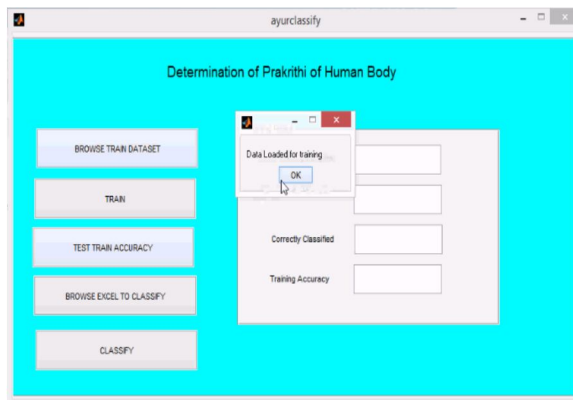 ayurclassify
Determination of Prakrithi of Human Body
BROWSE TRAIN DATASET
TRAIN
TEST TRAIN ACCURACY
BROWSE EXCEL TO CLASSIFY
CLASSIFY
Data Loaded for training
OK
Correctly Classified
Training Accuracy